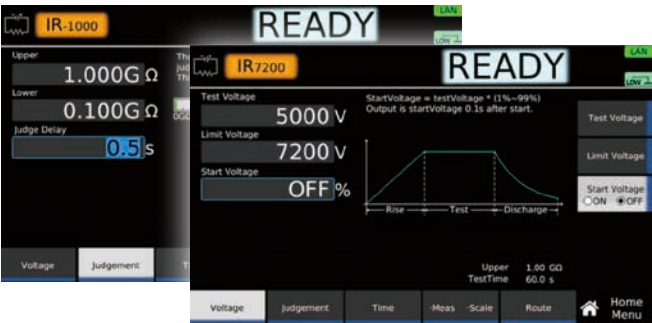 IR-1000
READY
LAN
LOW
Upper
1.000G Ω
Lower
0.100G Ω
Judge Delay
0.5 s
Voltage
Judgement
IR7200
READY
LAN
LOW
Test Voltage
5000 V
Limit Voltage
7200 V
Start Voltage
OFF %
StartVoltage = testVoltage * (1%~99%)
Output is startVoltage 0.1s after start.
Rise
Test
Discharge
Upper 1.00 GΩ
TestTime 60.0 s
Test Voltage
Limit Voltage
Start Voltage
ON OFF
Voltage
Judgement
Time
-Meas -Scale
Route
Home
Menu